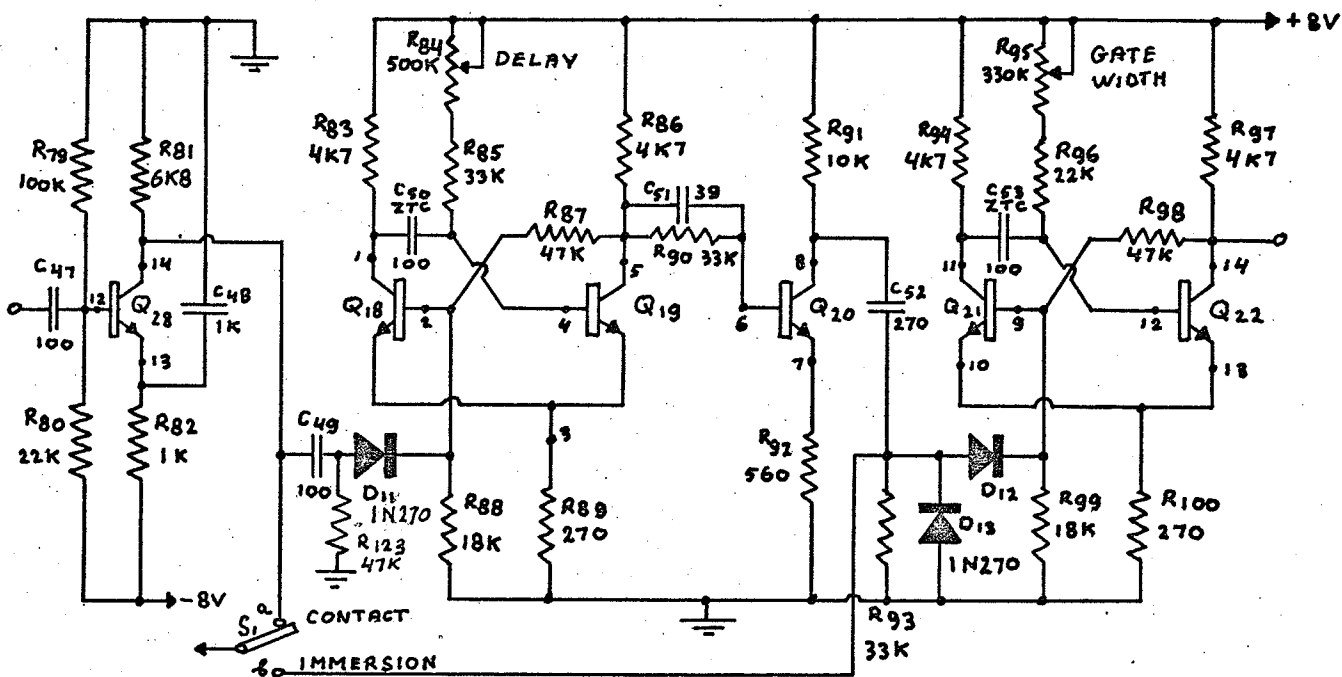 +8V
R84
500K
DELAY
R95
330K
GATE
WIDTH
R79
100K
R81
6K8
R83
4K7
R85
33K
R86
4K7
R91
10K
R94
4K7
R96
22K
R97
4K7
C50
ZTC
100
C51 39
R87
47K
R90 33K
C53
ZTC
100
R98
47K
C47
100
12
14
Q28
13
C48
1K
1
Q18
2
4
5
Q19
6
8
Q20
7
C52
270
11
Q21
9
10
12
14
Q22
13
R80
22K
R82
1K
C49
100
D11
1N270
R123
47K
R88
18K
3
R89
270
R92
560
D12
D13
1N270
R99
18K
R100
270
-8V
R93
33K
S1
a
CONTACT
b
IMMERSION